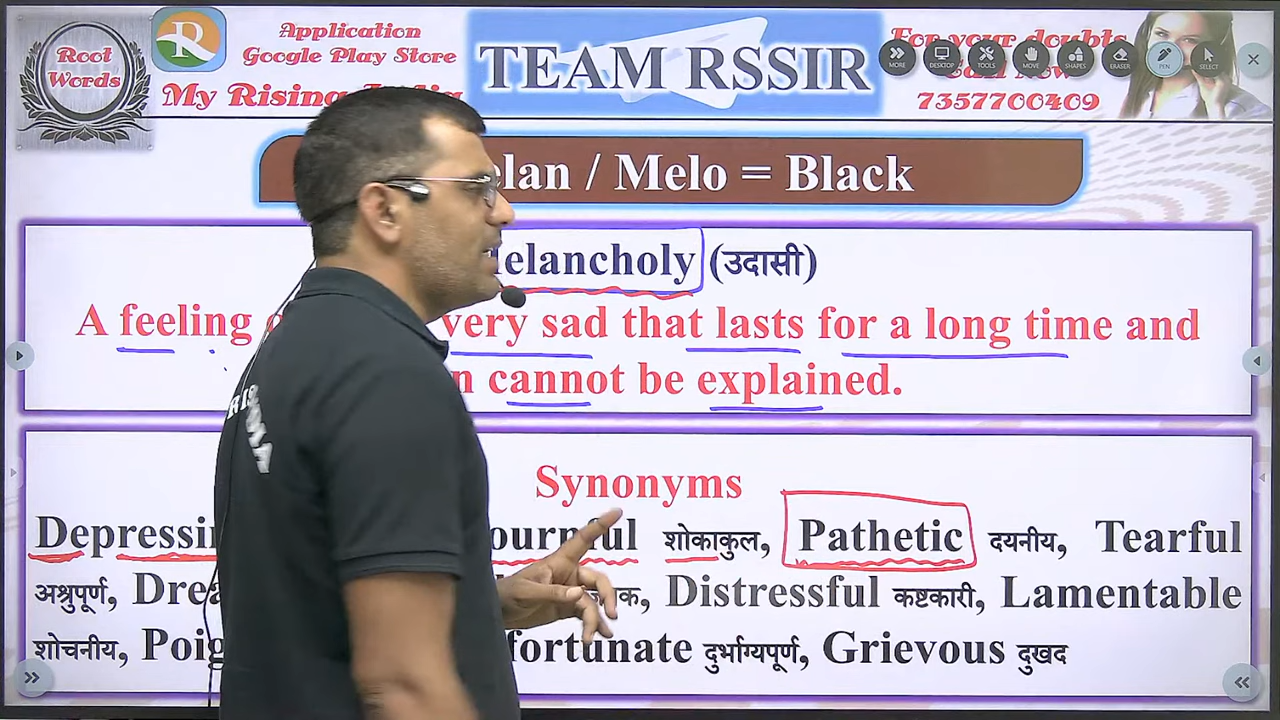 Root Words
Application
Google Play Store
My Rising
TEAM RSSIR
For your doubts
7357700409
MORE DESKTOP TOOLS MOVE SHAPES ERASER PEN SELECT
elan / Melo = Black
elancholy (उदासी)
A feeling very sad that lasts for a long time and
n cannot be explained.
Synonyms
Depressin ournful शोकाकुल, Pathetic दयनीय, Tearful
अश्रुपूर्ण, Drea क, Distressful कष्टकारी, Lamentable
शोचनीय, Poig fortunate दुर्भाग्यपूर्ण, Grievous दुखद